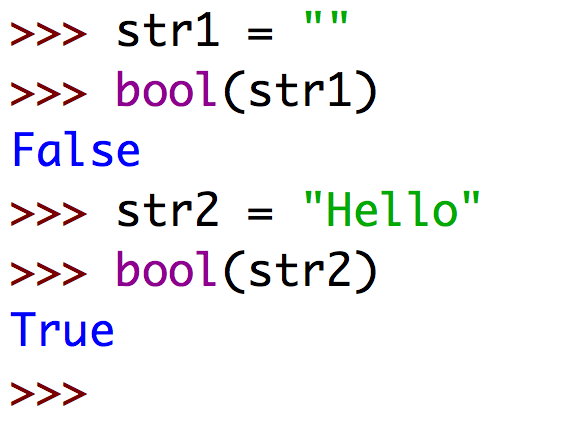 >>> str1 = ""
>>> bool(str1)
False
>>> str2 = "Hello"
>>> bool(str2)
True
>>>